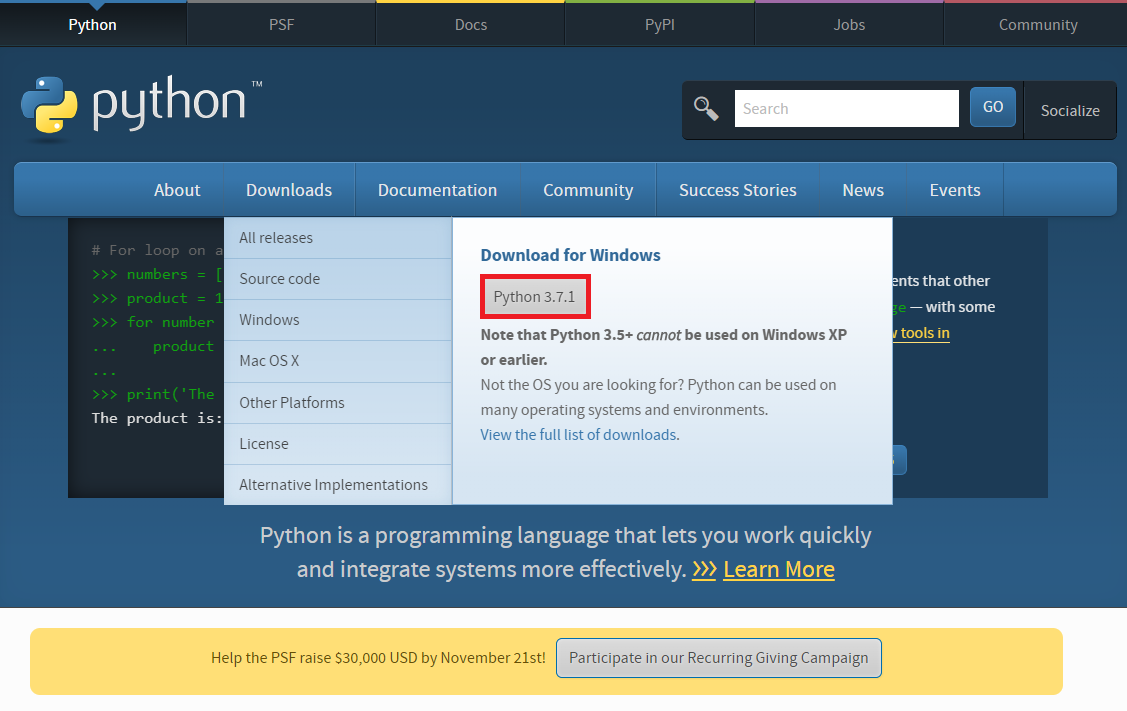 Python
PSF
Docs
PyPI
Jobs
Community
python™
Search
GO
Socialize
About
Downloads
Documentation
Community
Success Stories
News
Events
# For loop on a
>>> numbers = [
>>> product = 1
>>> for number
...    product
...
>>> print('The
The product is:
All releases
Source code
Windows
Mac OS X
Other Platforms
License
Alternative Implementations
Download for Windows
Python 3.7.1
Note that Python 3.5+ cannot be used on Windows XP
or earlier.
Not the OS you are looking for? Python can be used on
many operating systems and environments.
View the full list of downloads.
ents that other
ge — with some
tools in
Python is a programming language that lets you work quickly
and integrate systems more effectively. >>> Learn More
Help the PSF raise $30,000 USD by November 21st!
Participate in our Recurring Giving Campaign